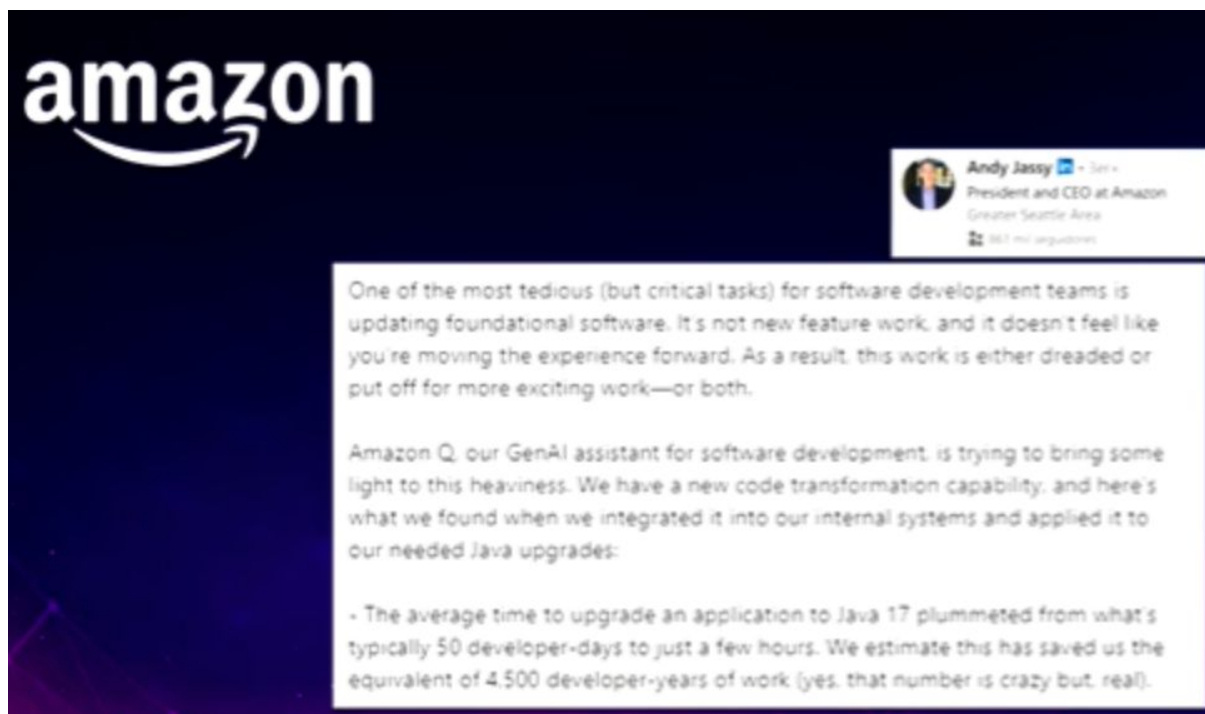 amazon
Andy Jassy in • 3er+
President and CEO at Amazon
Greater Seattle Area
861 mil seguidores
One of the most tedious (but critical tasks) for software development teams is
updating foundational software. It's not new feature work, and it doesn't feel like
you're moving the experience forward. As a result, this work is either dreaded or
put off for more exciting work—or both.
Amazon Q, our GenAI assistant for software development, is trying to bring some
light to this heaviness. We have a new code transformation capability, and here's
what we found when we integrated it into our internal systems and applied it to
our needed Java upgrades:
- The average time to upgrade an application to Java 17 plummeted from what's
typically 50 developer-days to just a few hours. We estimate this has saved us the
equivalent of 4,500 developer-years of work (yes, that number is crazy but, real).